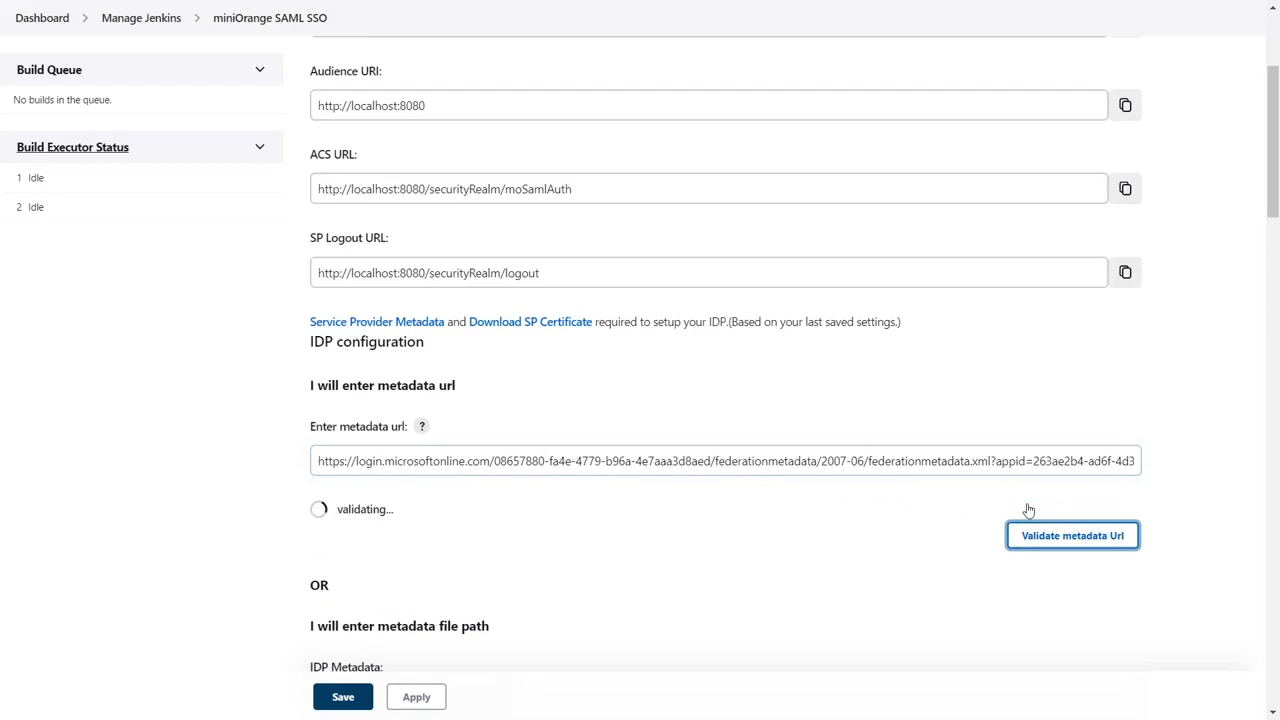 Dashboard > Manage Jenkins > miniOrange SAML SSO
Build Queue
No builds in the queue.
Build Executor Status
1 Idle
2 Idle
Audience URI:
http://localhost:8080
ACS URL:
http://localhost:8080/securityRealm/moSamlAuth
SP Logout URL:
http://localhost:8080/securityRealm/logout
Service Provider Metadata and Download SP Certificate required to setup your IDP.(Based on your last saved settings.)
IDP configuration
I will enter metadata url
Enter metadata url: ?
https://login.microsoftonline.com/08657880-fa4e-4779-b96a-4e7aaa3d8aed/federationmetadata/2007-06/federationmetadata.xml?appid=263ae2b4-ad6f-4d3
validating...
Validate metadata Url
OR
I will enter metadata file path
IDP Metadata:
Save
Apply